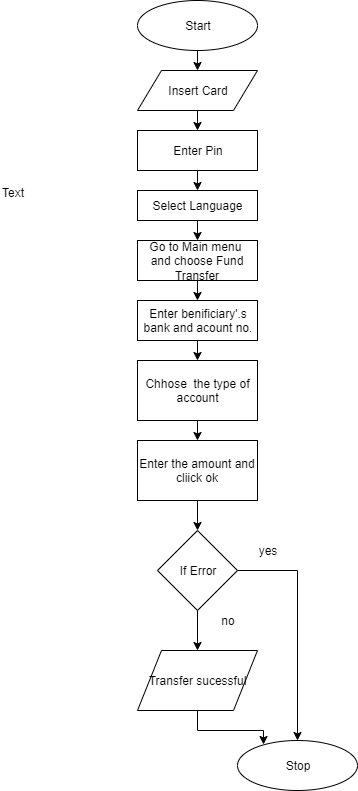 Start
Insert Card
Enter Pin
Text
Select Language
Go to Main menu
and choose Fund
Transfer
Enter benificiary'.s
bank and acount no.
Chhose  the type of
account
Enter the amount and
cliick ok
yes
If Error
no
Transfer sucessful
Stop